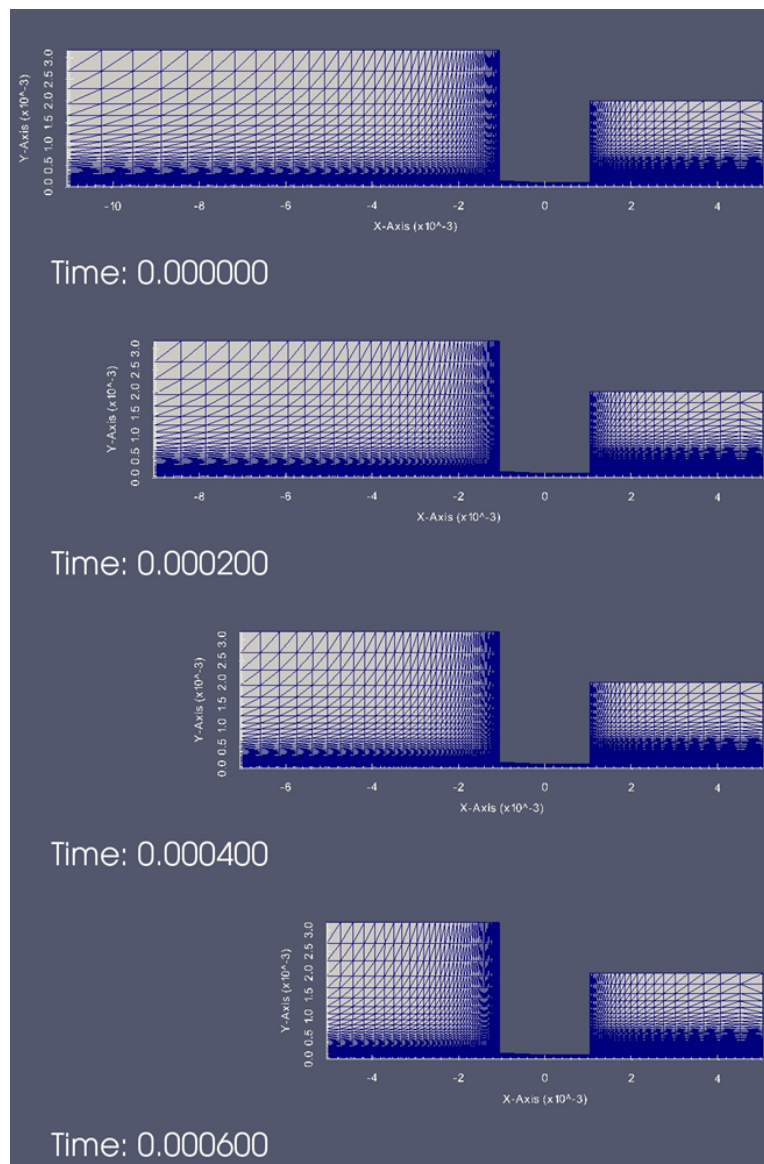 Y-Axis (x10^-3)
0 0.5 1.0 1.5 2.0 2.5 3.0
-10 -8 -6 -4 -2 0 2 4
X-Axis (x10^-3)
Time: 0.000000
Y-Axis (x10^-3)
0 0.5 1.0 1.5 2.0 2.5 3.0
-8 -6 -4 -2 0 2 4
X-Axis (x10^-3)
Time: 0.000200
Y-Axis (x10^-3)
0.0 0.5 1.0 1.5 2.0 2.5 3.0
-6 -4 -2 0 2 4
X-Axis (x10^-3)
Time: 0.000400
Y-Axis (x10^-3)
0.0 0.5 1.0 1.5 2.0 2.5 3.0
-4 -2 0 2 4
X-Axis (x10^-3)
Time: 0.000600